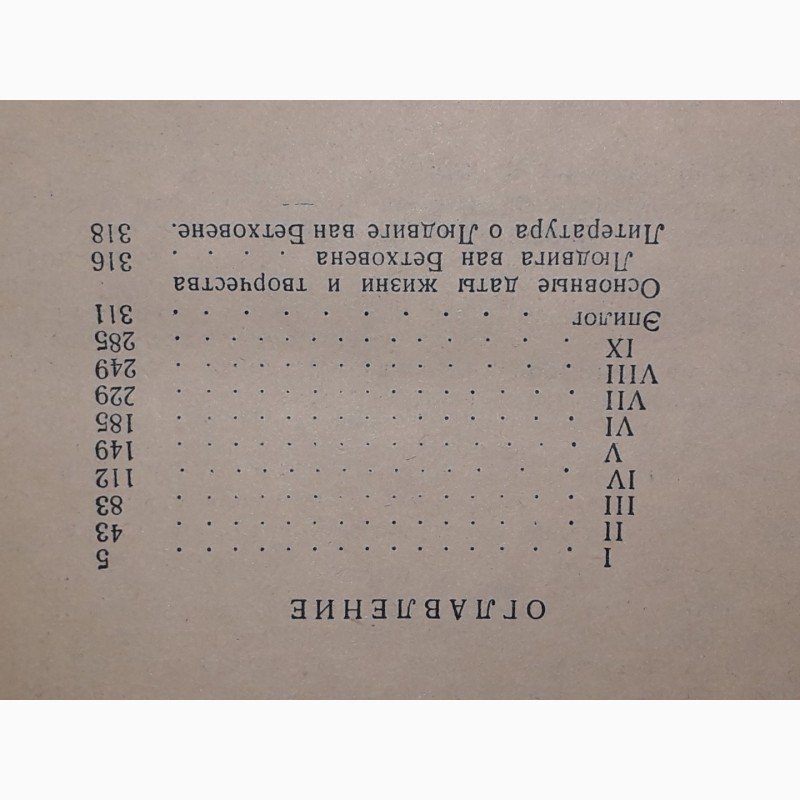 ОГЛАВЛЕНИЕ
I . . . . . . . . . . . . . . . 5
II . . . . . . . . . . . . . . . 43
III . . . . . . . . . . . . . . . 83
IV . . . . . . . . . . . . . . . 112
V . . . . . . . . . . . . . . . 149
VI . . . . . . . . . . . . . . . 185
VII . . . . . . . . . . . . . . . 229
VIII . . . . . . . . . . . . . . . 249
IX . . . . . . . . . . . . . . . 285
Эпилог . . . . . . . . . . . . 311
Основные даты жизни и творчества
Людвига ван Бетховена . . . . 316
Литература о Людвиге ван Бетховене. 318